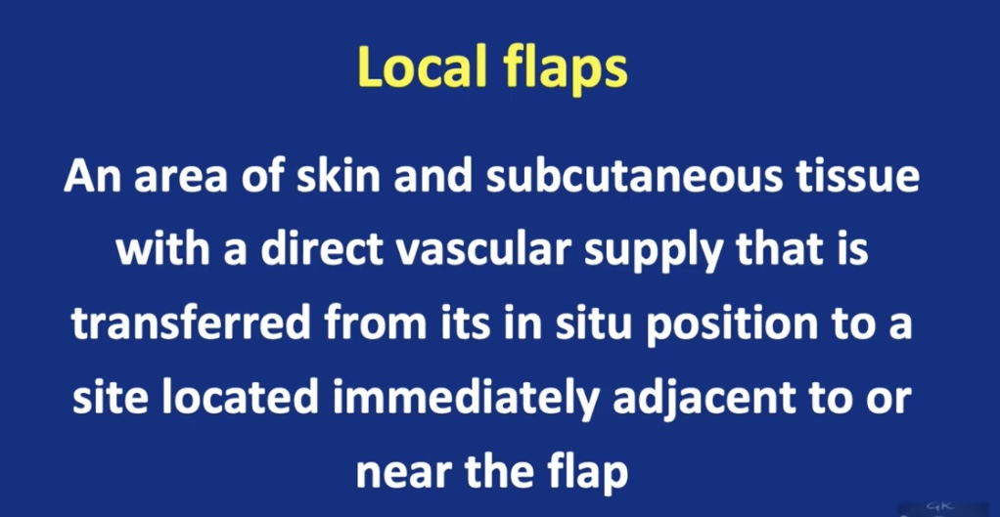 Local flaps
An area of skin and subcutaneous tissue
with a direct vascular supply that is
transferred from its in situ position to a
site located immediately adjacent to or
near the flap
GK